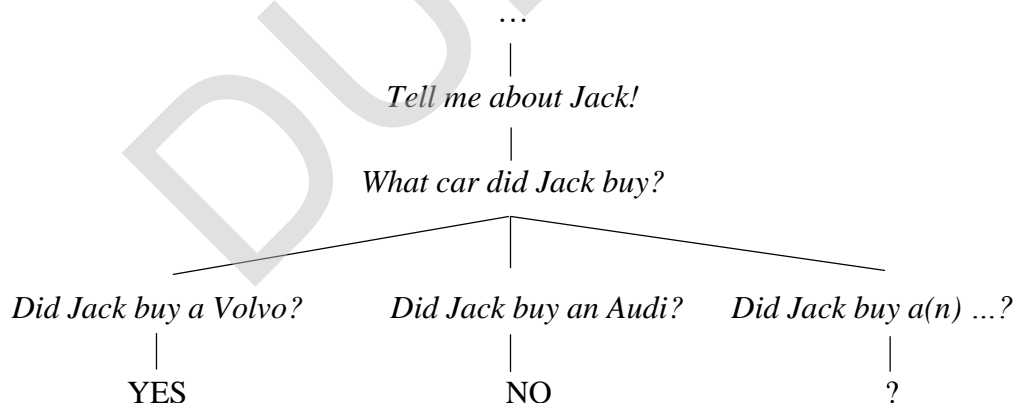 …
Tell me about Jack!
What car did Jack buy?
Did Jack buy a Volvo? Did Jack buy an Audi? Did Jack buy a(n) ...?
YES NO ?